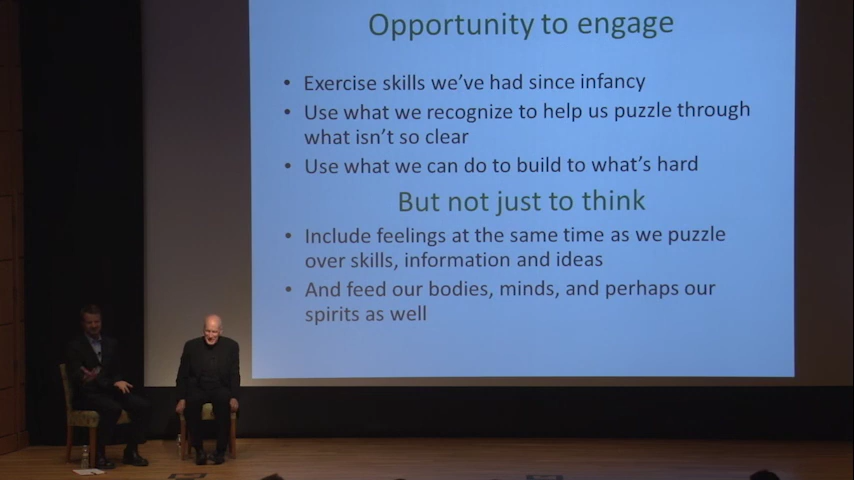 Opportunity to engage
• Exercise skills we've had since infancy
• Use what we recognize to help us puzzle through
what isn't so clear
• Use what we can do to build to what's hard
But not just to think
• Include feelings at the same time as we puzzle
over skills, information and ideas
• And feed our bodies, minds, and perhaps our
spirits as well